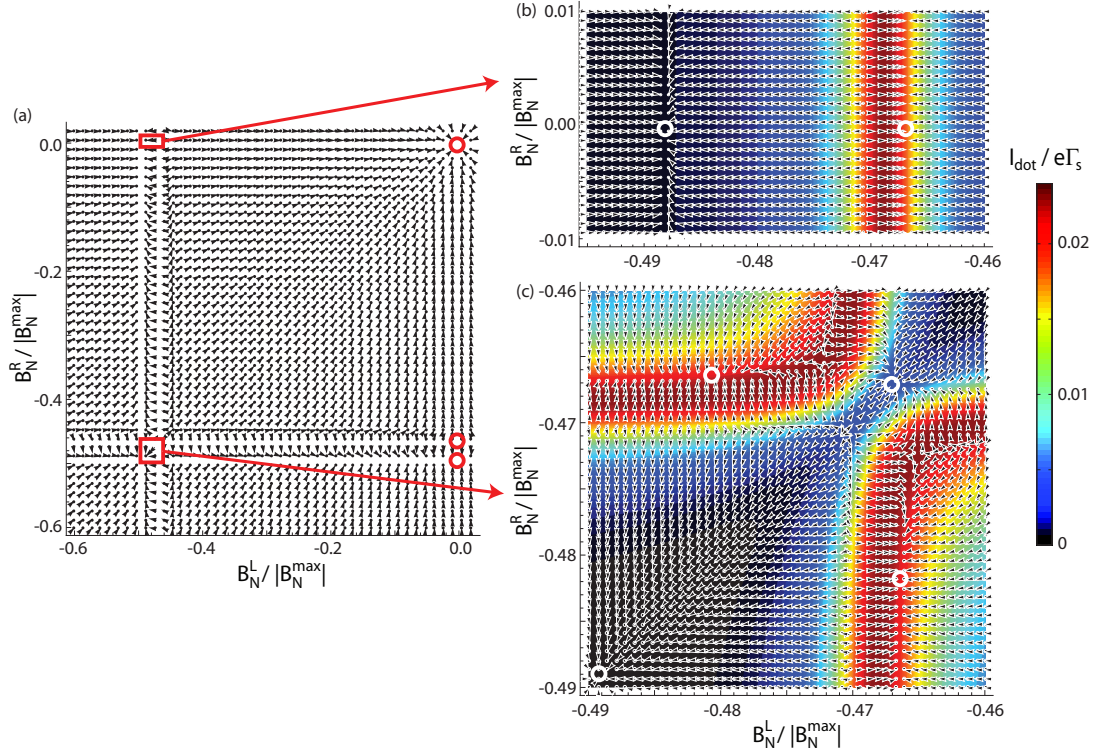 (a)
0.0
-0.2
-0.4
-0.6
B_N^R / |B_N^max|
-0.6
-0.4
-0.2
0.0
B_N^L / |B_N^max|
(b)
0.01
0.00
-0.01
B_N^R / |B_N^max|
-0.49
-0.48
-0.47
-0.46
(c)
-0.46
-0.47
-0.48
-0.49
B_N^R / |B_N^max|
-0.49
-0.48
-0.47
-0.46
B_N^L / |B_N^max|
I_dot / eΓ_s
0.02
0.01
0